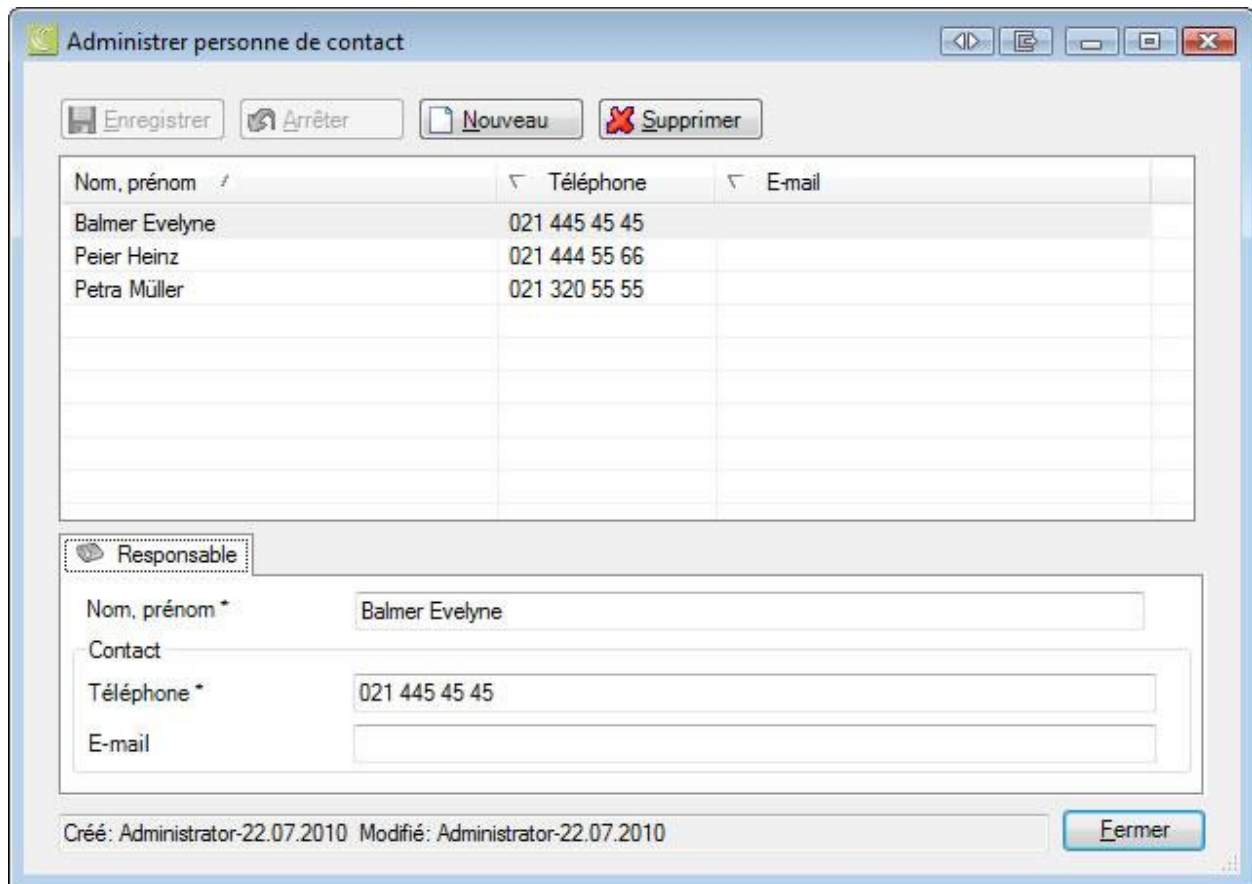 Administrer personne de contact
Enregistrer Arrêter Nouveau Supprimer
Nom, prénom Téléphone E-mail
Balmer Evelyne 021 445 45 45
Peier Heinz 021 444 55 66
Petra Müller 021 320 55 55
Responsable
Nom, prénom * Balmer Evelyne
Contact
Téléphone * 021 445 45 45
E-mail
Créé: Administrator-22.07.2010 Modifié: Administrator-22.07.2010 Fermer